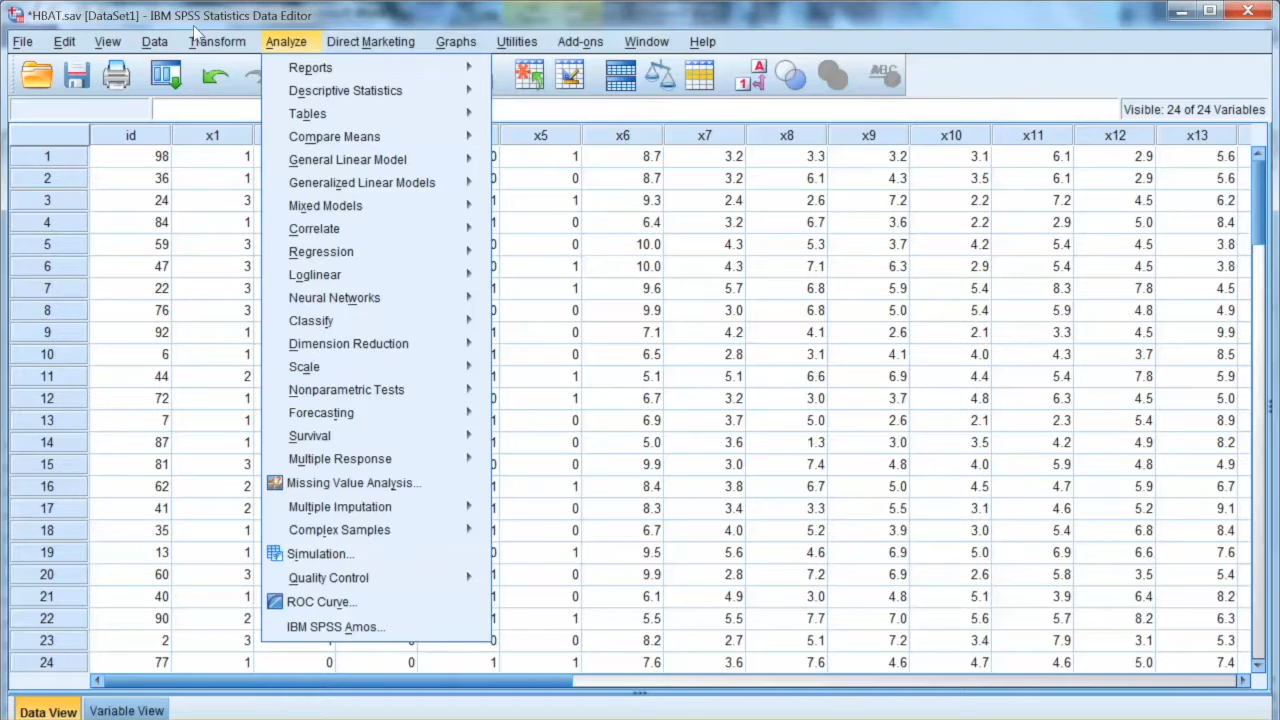 *HBAT.sav [DataSet1] - IBM SPSS Statistics Data Editor
File Edit View Data Transform Analyze Direct Marketing Graphs Utilities Add-ons Window Help
Visible: 24 of 24 Variables
Reports
Descriptive Statistics
Tables
Compare Means
General Linear Model
Generalized Linear Models
Mixed Models
Correlate
Regression
Loglinear
Neural Networks
Classify
Dimension Reduction
Scale
Nonparametric Tests
Forecasting
Survival
Multiple Response
Missing Value Analysis...
Multiple Imputation
Complex Samples
Simulation...
Quality Control
ROC Curve...
IBM SPSS Amos...
id x1 x5 x6 x7 x8 x9 x10 x11 x12 x13
1 98 1 0 1 8.7 3.2 3.3 3.2 3.1 6.1 2.9 5.6
2 36 1 0 0 8.7 3.2 6.1 4.3 3.5 6.1 2.9 5.6
3 24 3 1 1 9.3 2.4 2.6 7.2 2.2 7.2 4.5 6.2
4 84 1 1 0 6.4 3.2 6.7 3.6 2.2 2.9 5.0 8.4
5 59 3 0 0 10.0 4.3 5.3 3.7 4.2 5.4 4.5 3.8
6 47 3 0 1 10.0 4.3 7.1 6.3 2.9 5.4 4.5 3.8
7 22 3 1 1 9.6 5.7 6.8 5.9 5.4 8.3 7.8 4.5
8 76 3 0 0 9.9 3.0 6.8 5.0 5.4 5.9 4.8 4.9
9 92 1 1 0 7.1 4.2 4.1 2.6 2.1 3.3 4.5 9.9
10 6 1 1 0 6.5 2.8 3.1 4.1 4.0 4.3 3.7 8.5
11 44 2 1 1 5.1 5.1 6.6 6.9 4.4 5.4 7.8 5.9
12 72 1 1 0 6.7 3.2 3.0 3.7 4.8 6.3 4.5 5.0
13 7 1 1 0 6.9 3.7 5.0 2.6 2.1 2.3 5.4 8.9
14 87 1 1 0 5.0 3.6 1.3 3.0 3.5 4.2 4.9 8.2
15 81 3 0 0 9.9 3.0 7.4 4.8 4.0 5.9 4.8 4.9
16 62 2 1 1 8.4 3.8 6.7 5.0 4.5 5.7 5.9 6.7
17 41 2 1 0 8.3 3.4 3.3 5.5 3.1 4.6 5.2 9.1
18 35 1 1 0 6.7 4.0 5.2 3.9 3.0 5.4 6.8 8.4
19 13 1 0 1 9.5 5.6 4.6 6.9 5.0 6.9 6.6 7.6
20 60 3 0 0 9.9 2.8 7.2 6.9 2.6 5.8 3.5 5.4
21 40 1 1 0 6.1 4.9 3.0 4.8 5.1 3.9 6.4 8.2
22 90 2 1 1 5.5 5.5 7.7 7.0 5.6 5.7 8.2 6.3
23 2 3 1 0 0 0 8.2 2.7 5.1 7.2 3.4 7.9 3.1 5.3
24 77 1 0 0 1 1 7.6 3.6 7.6 4.6 4.7 4.6 5.0 7.4
Data View Variable View